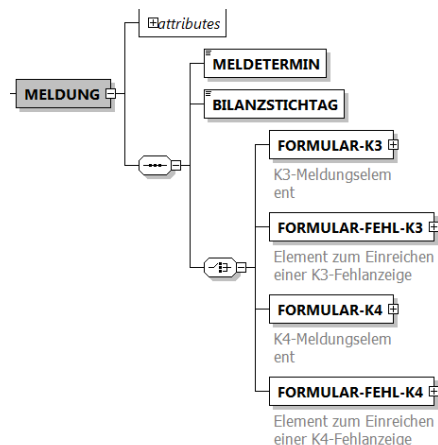 attributes
MELDUNG
MELDETERMIN
BILANZSTICHTAG
FORMULAR-K3
K3-Meldungselem
ent
FORMULAR-FEHL-K3
Element zum Einreichen
einer K3-Fehlanzeige
FORMULAR-K4
K4-Meldungselem
ent
FORMULAR-FEHL-K4
Element zum Einreichen
einer K4-Fehlanzeige